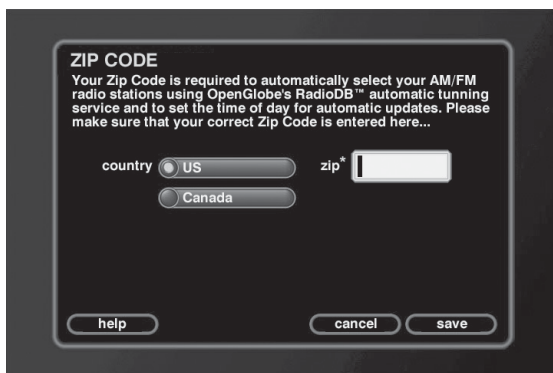 ZIP CODE
Your Zip Code is required to automatically select your AM/FM
radio stations using OpenGlobe's RadioDB™ automatic tunning
service and to set the time of day for automatic updates. Please
make sure that your correct Zip Code is entered here...
country US zip*
Canada
help cancel save